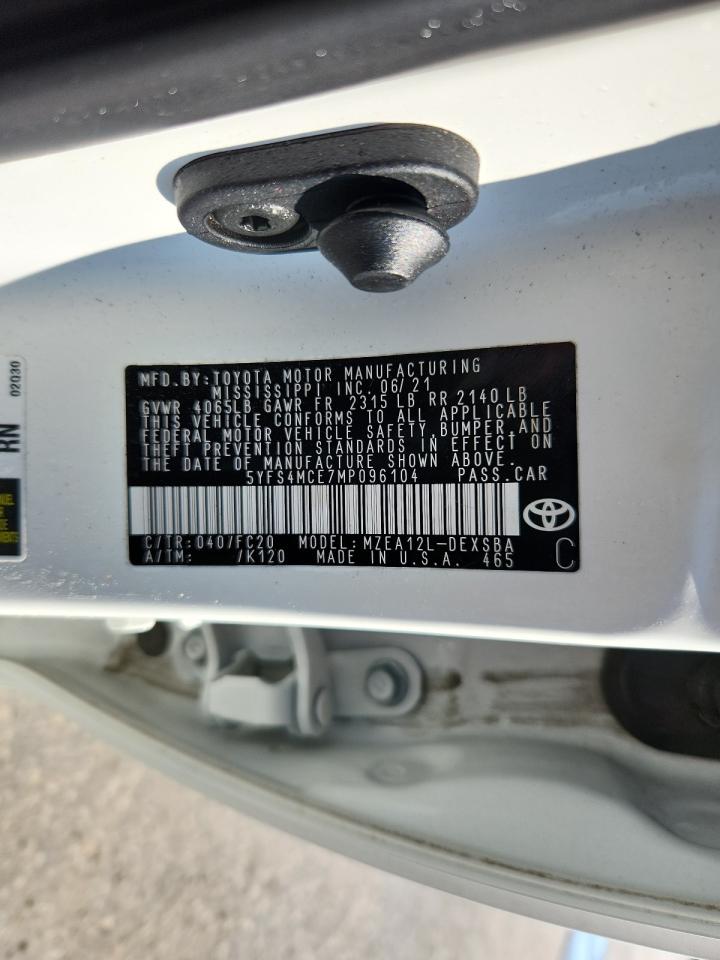 MFD.BY:TOYOTA MOTOR MANUFACTURING
MISSISSIPPI INC. 06/21
GVWR 4065LB GAWR FR 2315 LB RR 2140 LB
THIS VEHICLE CONFORMS TO ALL APPLICABLE
FEDERAL MOTOR VEHICLE SAFETY, BUMPER, AND
THEFT PREVENTION STANDARDS IN EFFECT ON
THE DATE OF MANUFACTURE SHOWN ABOVE.
5YFS4MCE7MP096104 PASS.CAR
C/TR: 040/FC20 MODEL: MZEA12L-DEXSBA
A/TM: /K120 MADE IN U.S.A. 465
C
02030
RN